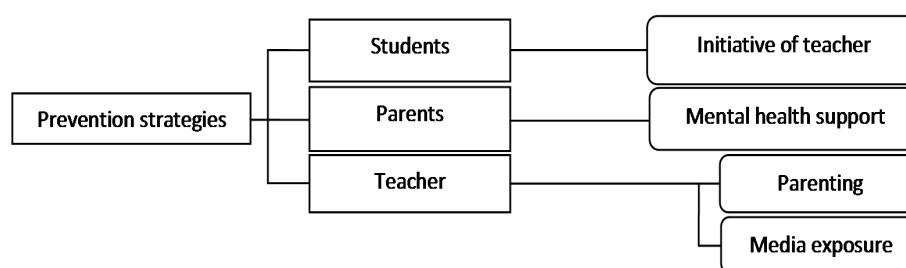 Students
Initiative of teacher
Prevention strategies
Parents
Mental health support
Teacher
Parenting
Media exposure